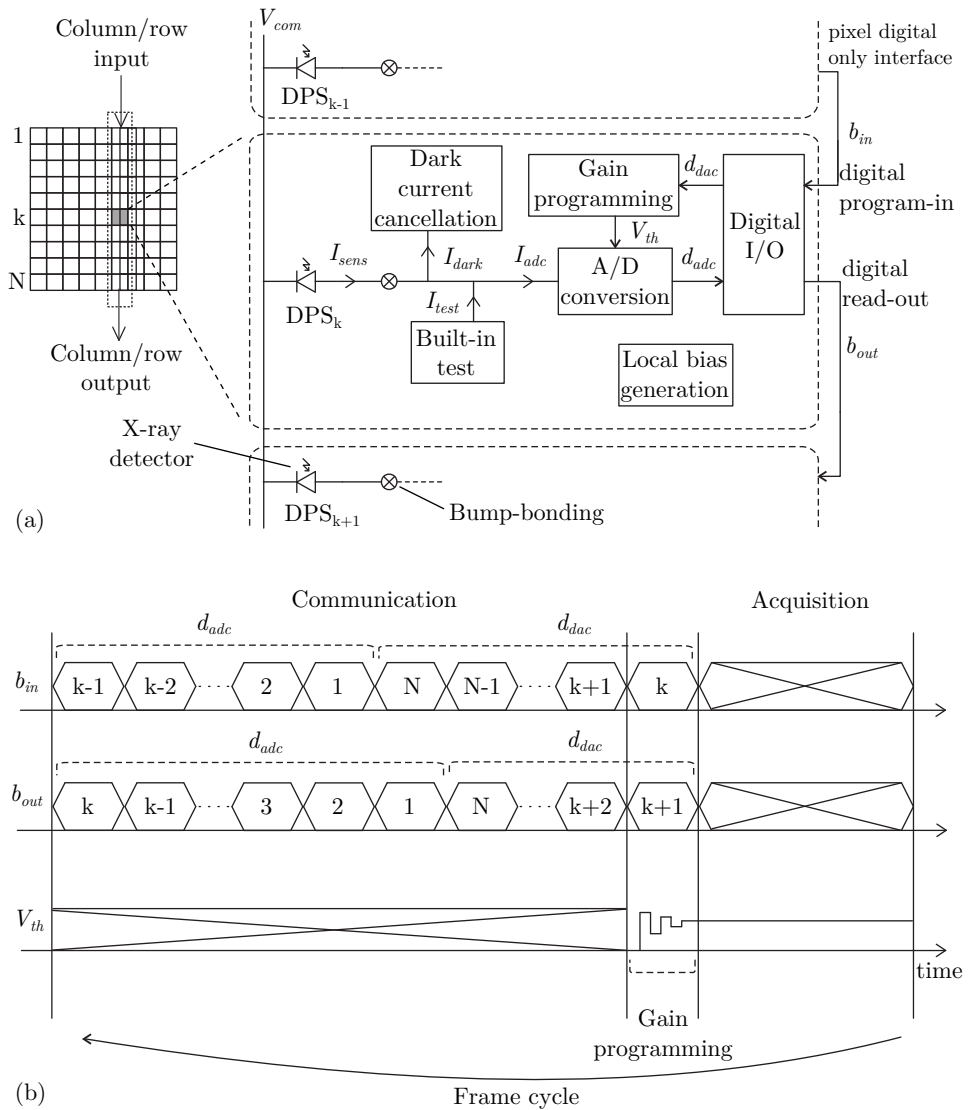 Column/row
input
1
k
N
Column/row
output
V_com
DPS_k-1
pixel digital
only interface
b_in
digital
program-in
Dark
current
cancellation
Gain
programming
d_dac
Digital
I/O
V_th
I_sens
I_dark
I_adc
A/D
conversion
d_adc
digital
read-out
DPS_k
I_test
Built-in
test
Local bias
generation
b_out
X-ray
detector
DPS_k+1
Bump-bonding
(a)
Communication
Acquisition
d_adc
d_dac
b_in
k-1 k-2 ····· 2 1 N N-1 ····· k+1 k
d_adc
d_dac
b_out
k k-1 ····· 3 2 1 N ····· k+2 k+1
V_th
time
Gain
programming
Frame cycle
(b)